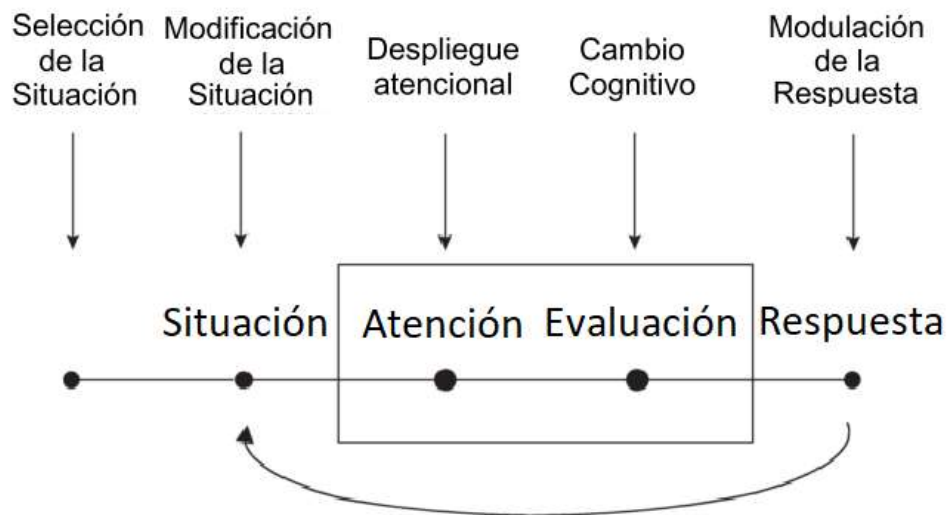 Selección
de la
Situación
Modificación
de la
Situación
Despliegue
atencional
Cambio
Cognitivo
Modulación
de la
Respuesta
Situación
Atención
Evaluación
Respuesta